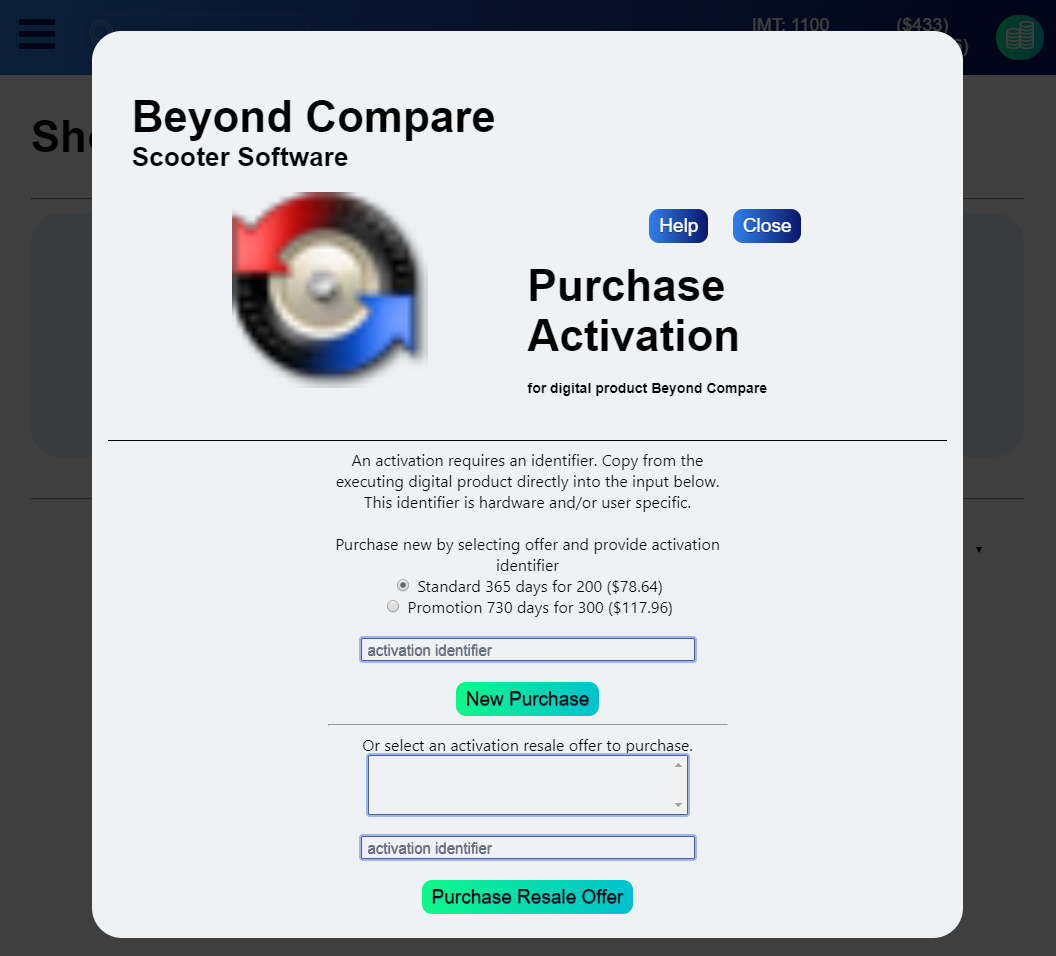 IMT: 1100 ($433)
Beyond Compare
Scooter Software
Help Close
Purchase
Activation
for digital product Beyond Compare
An activation requires an identifier. Copy from the
executing digital product directly into the input below.
This identifier is hardware and/or user specific.
Purchase new by selecting offer and provide activation
identifier
Standard 365 days for 200 ($78.64)
Promotion 730 days for 300 ($117.96)
activation identifier
New Purchase
Or select an activation resale offer to purchase.
activation identifier
Purchase Resale Offer